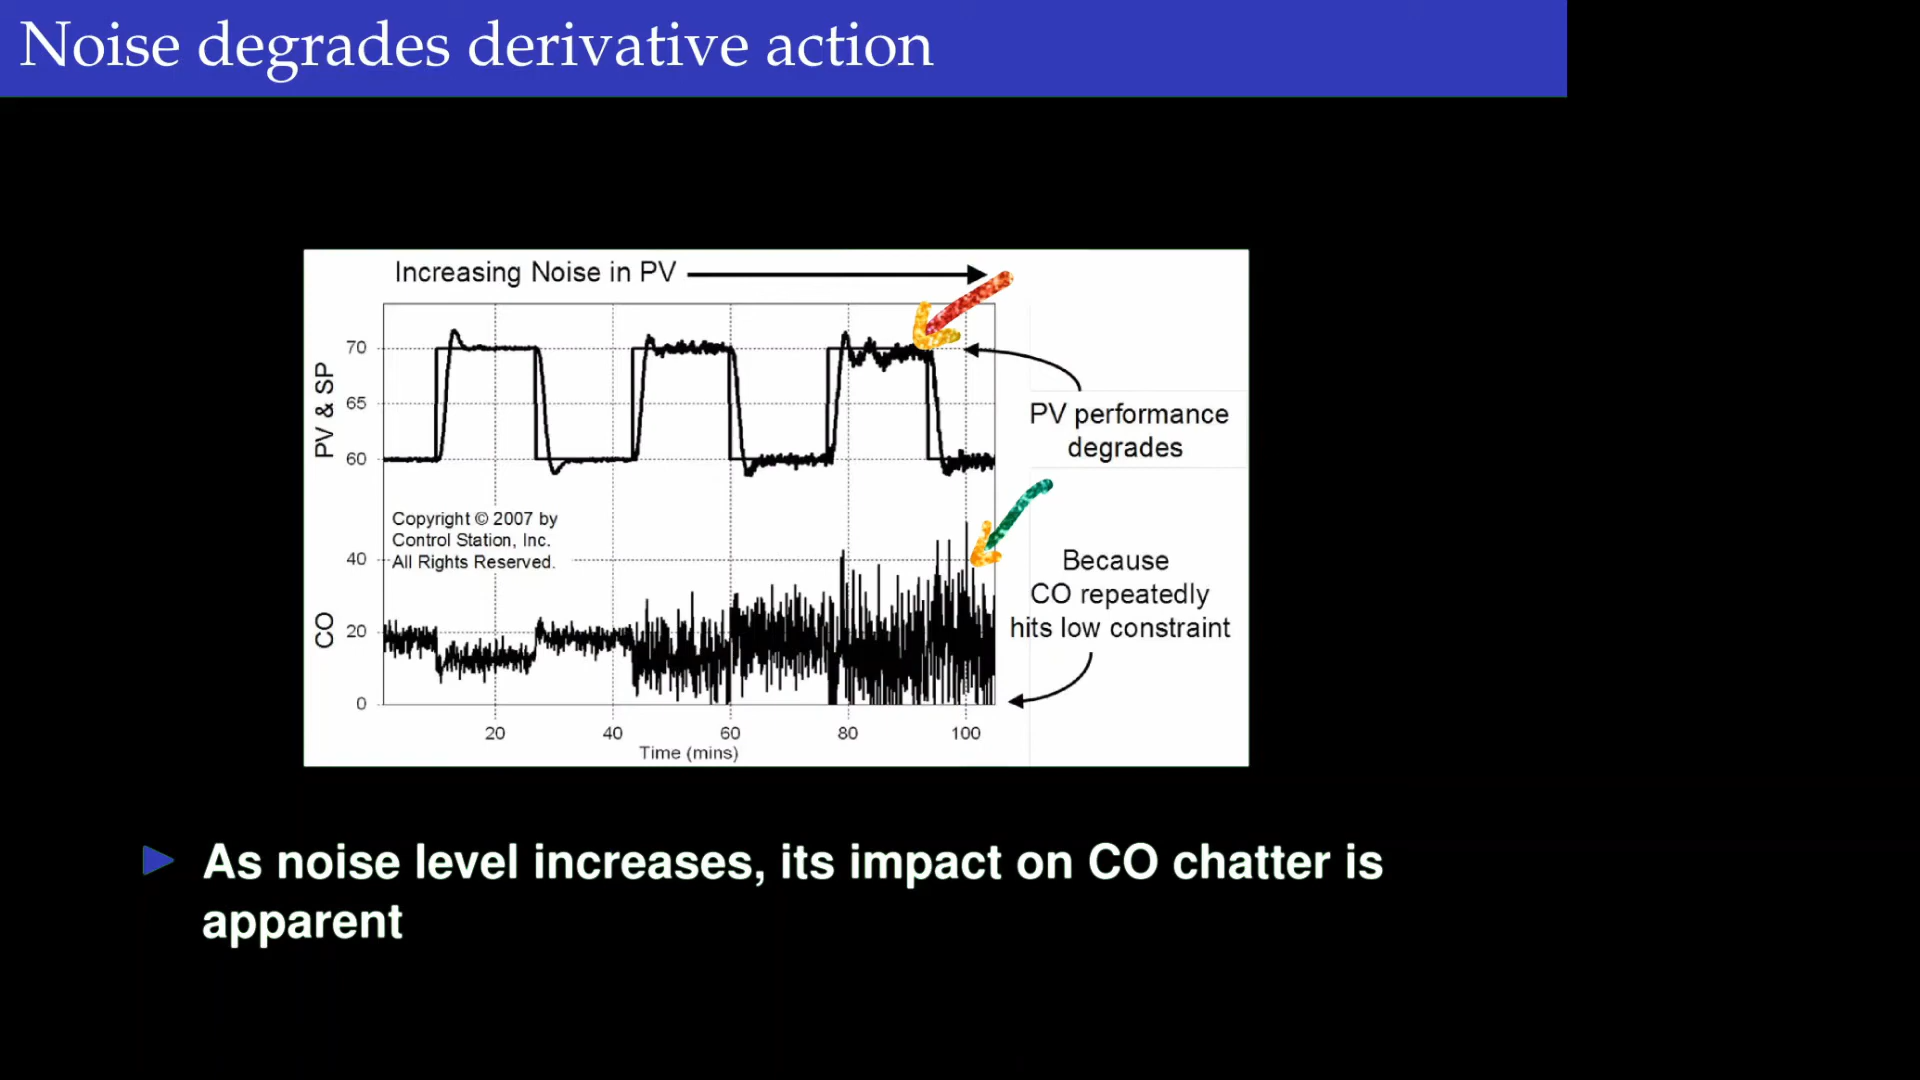 Noise degrades derivative action
Increasing Noise in PV
PV & SP
70
65
60
PV performance
degrades
Copyright © 2007 by
Control Station, Inc.
All Rights Reserved.
CO
40
20
0
Because
CO repeatedly
hits low constraint
20 40 60 80 100
Time (mins)
As noise level increases, its impact on CO chatter is
apparent